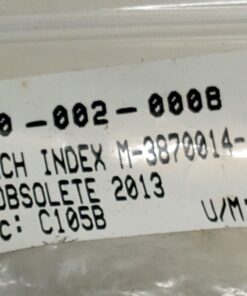 0-002-0008
CH INDEX M-3870014-
OBSOLETE 2013
c: C105B U/M: